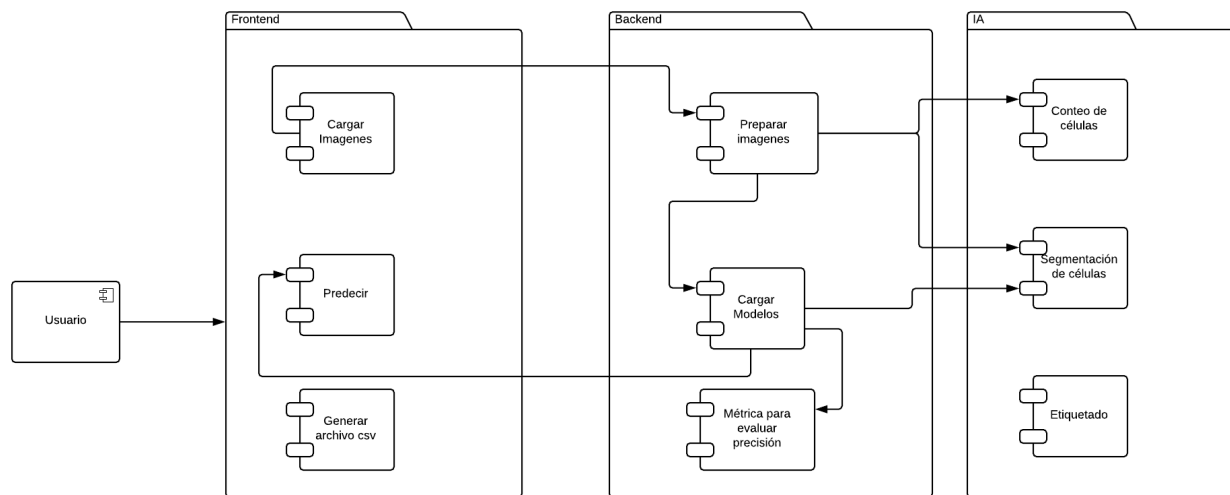 Frontend
Backend
IA
Cargar
Imagenes
Preparar
imagenes
Conteo de
células
Usuario
Predecir
Cargar
Modelos
Segmentación
de células
Generar
archivo csv
Métrica para
evaluar
precisión
Etiquetado